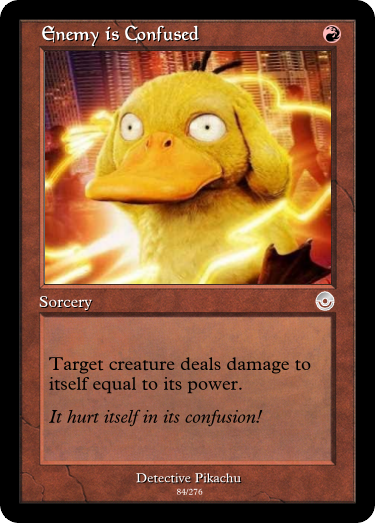 Enemy is Confused
Sorcery
Target creature deals damage to
itself equal to its power.
It hurt itself in its confusion!
Detective Pikachu
84/276